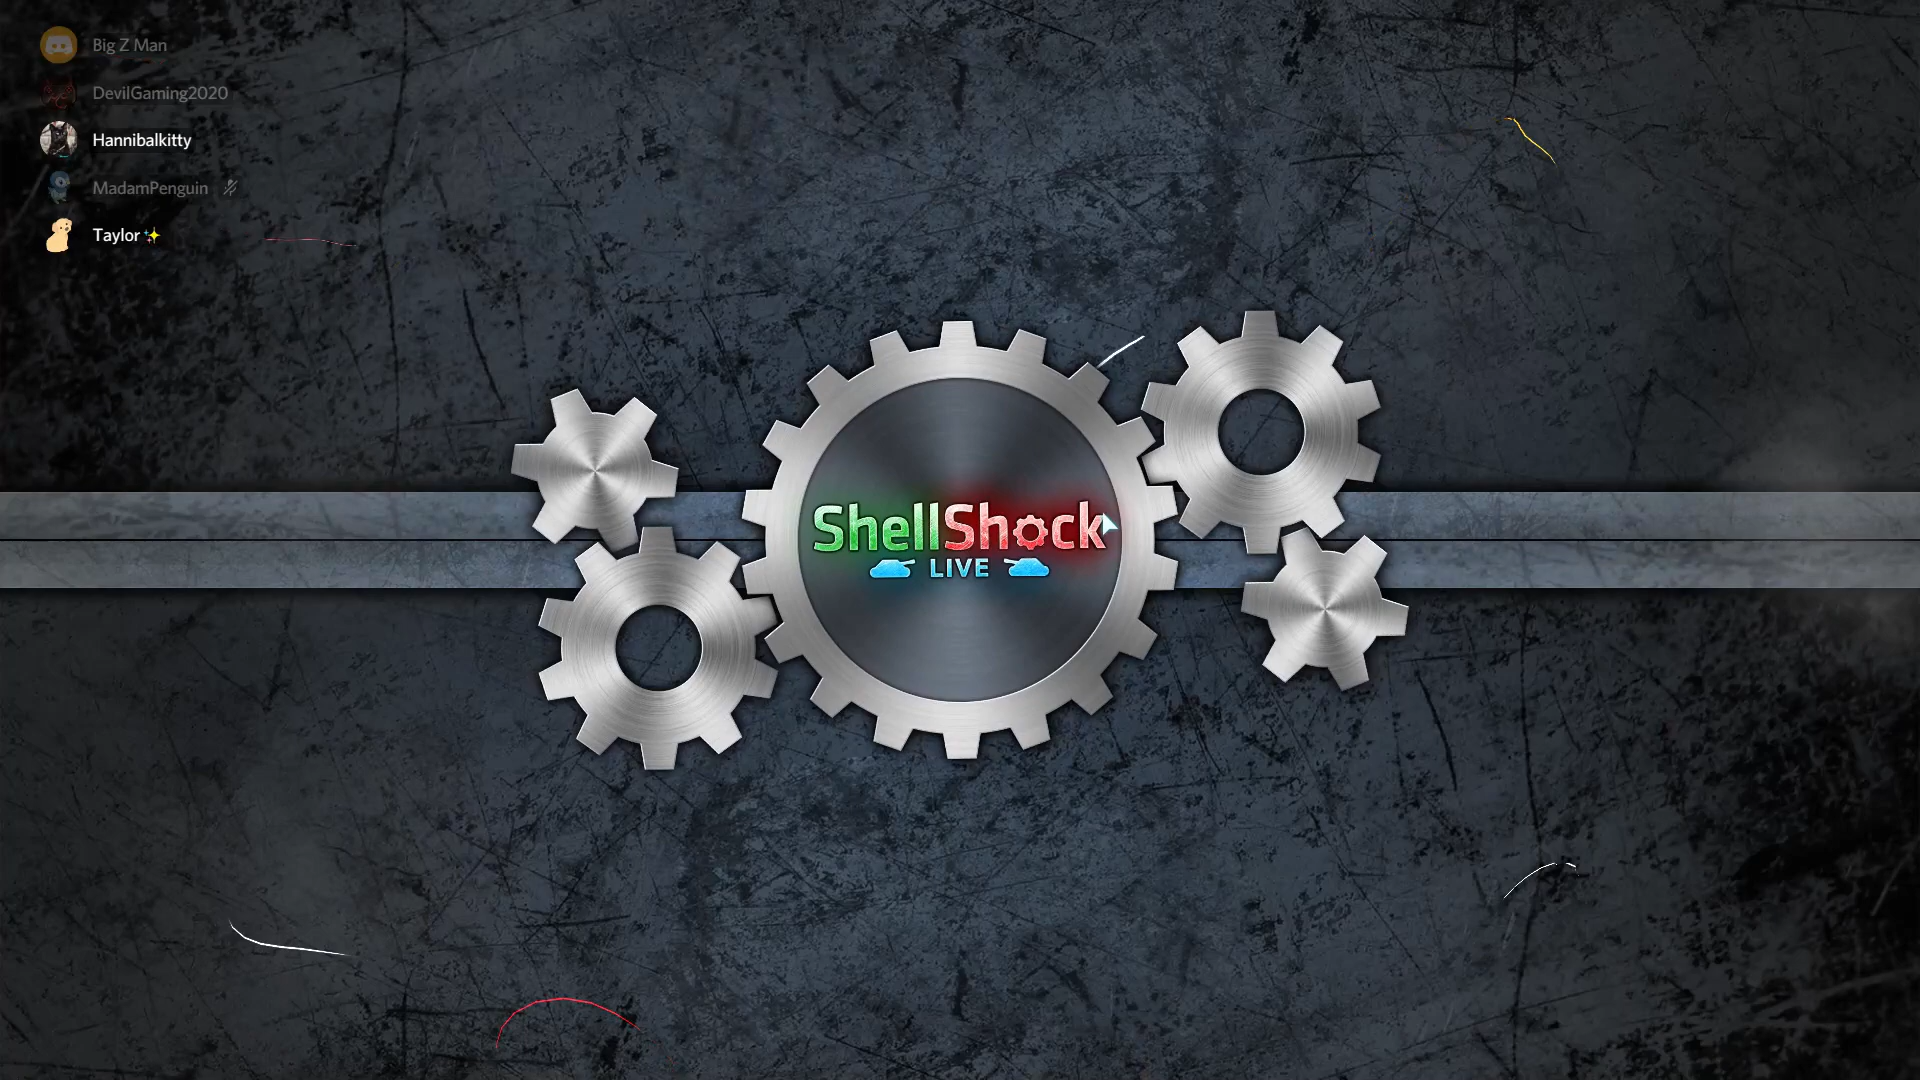 Big Z Man
DevilGaming2020
Hannibalkitty
MadamPenguin
Taylor✨
ShellShock
LIVE